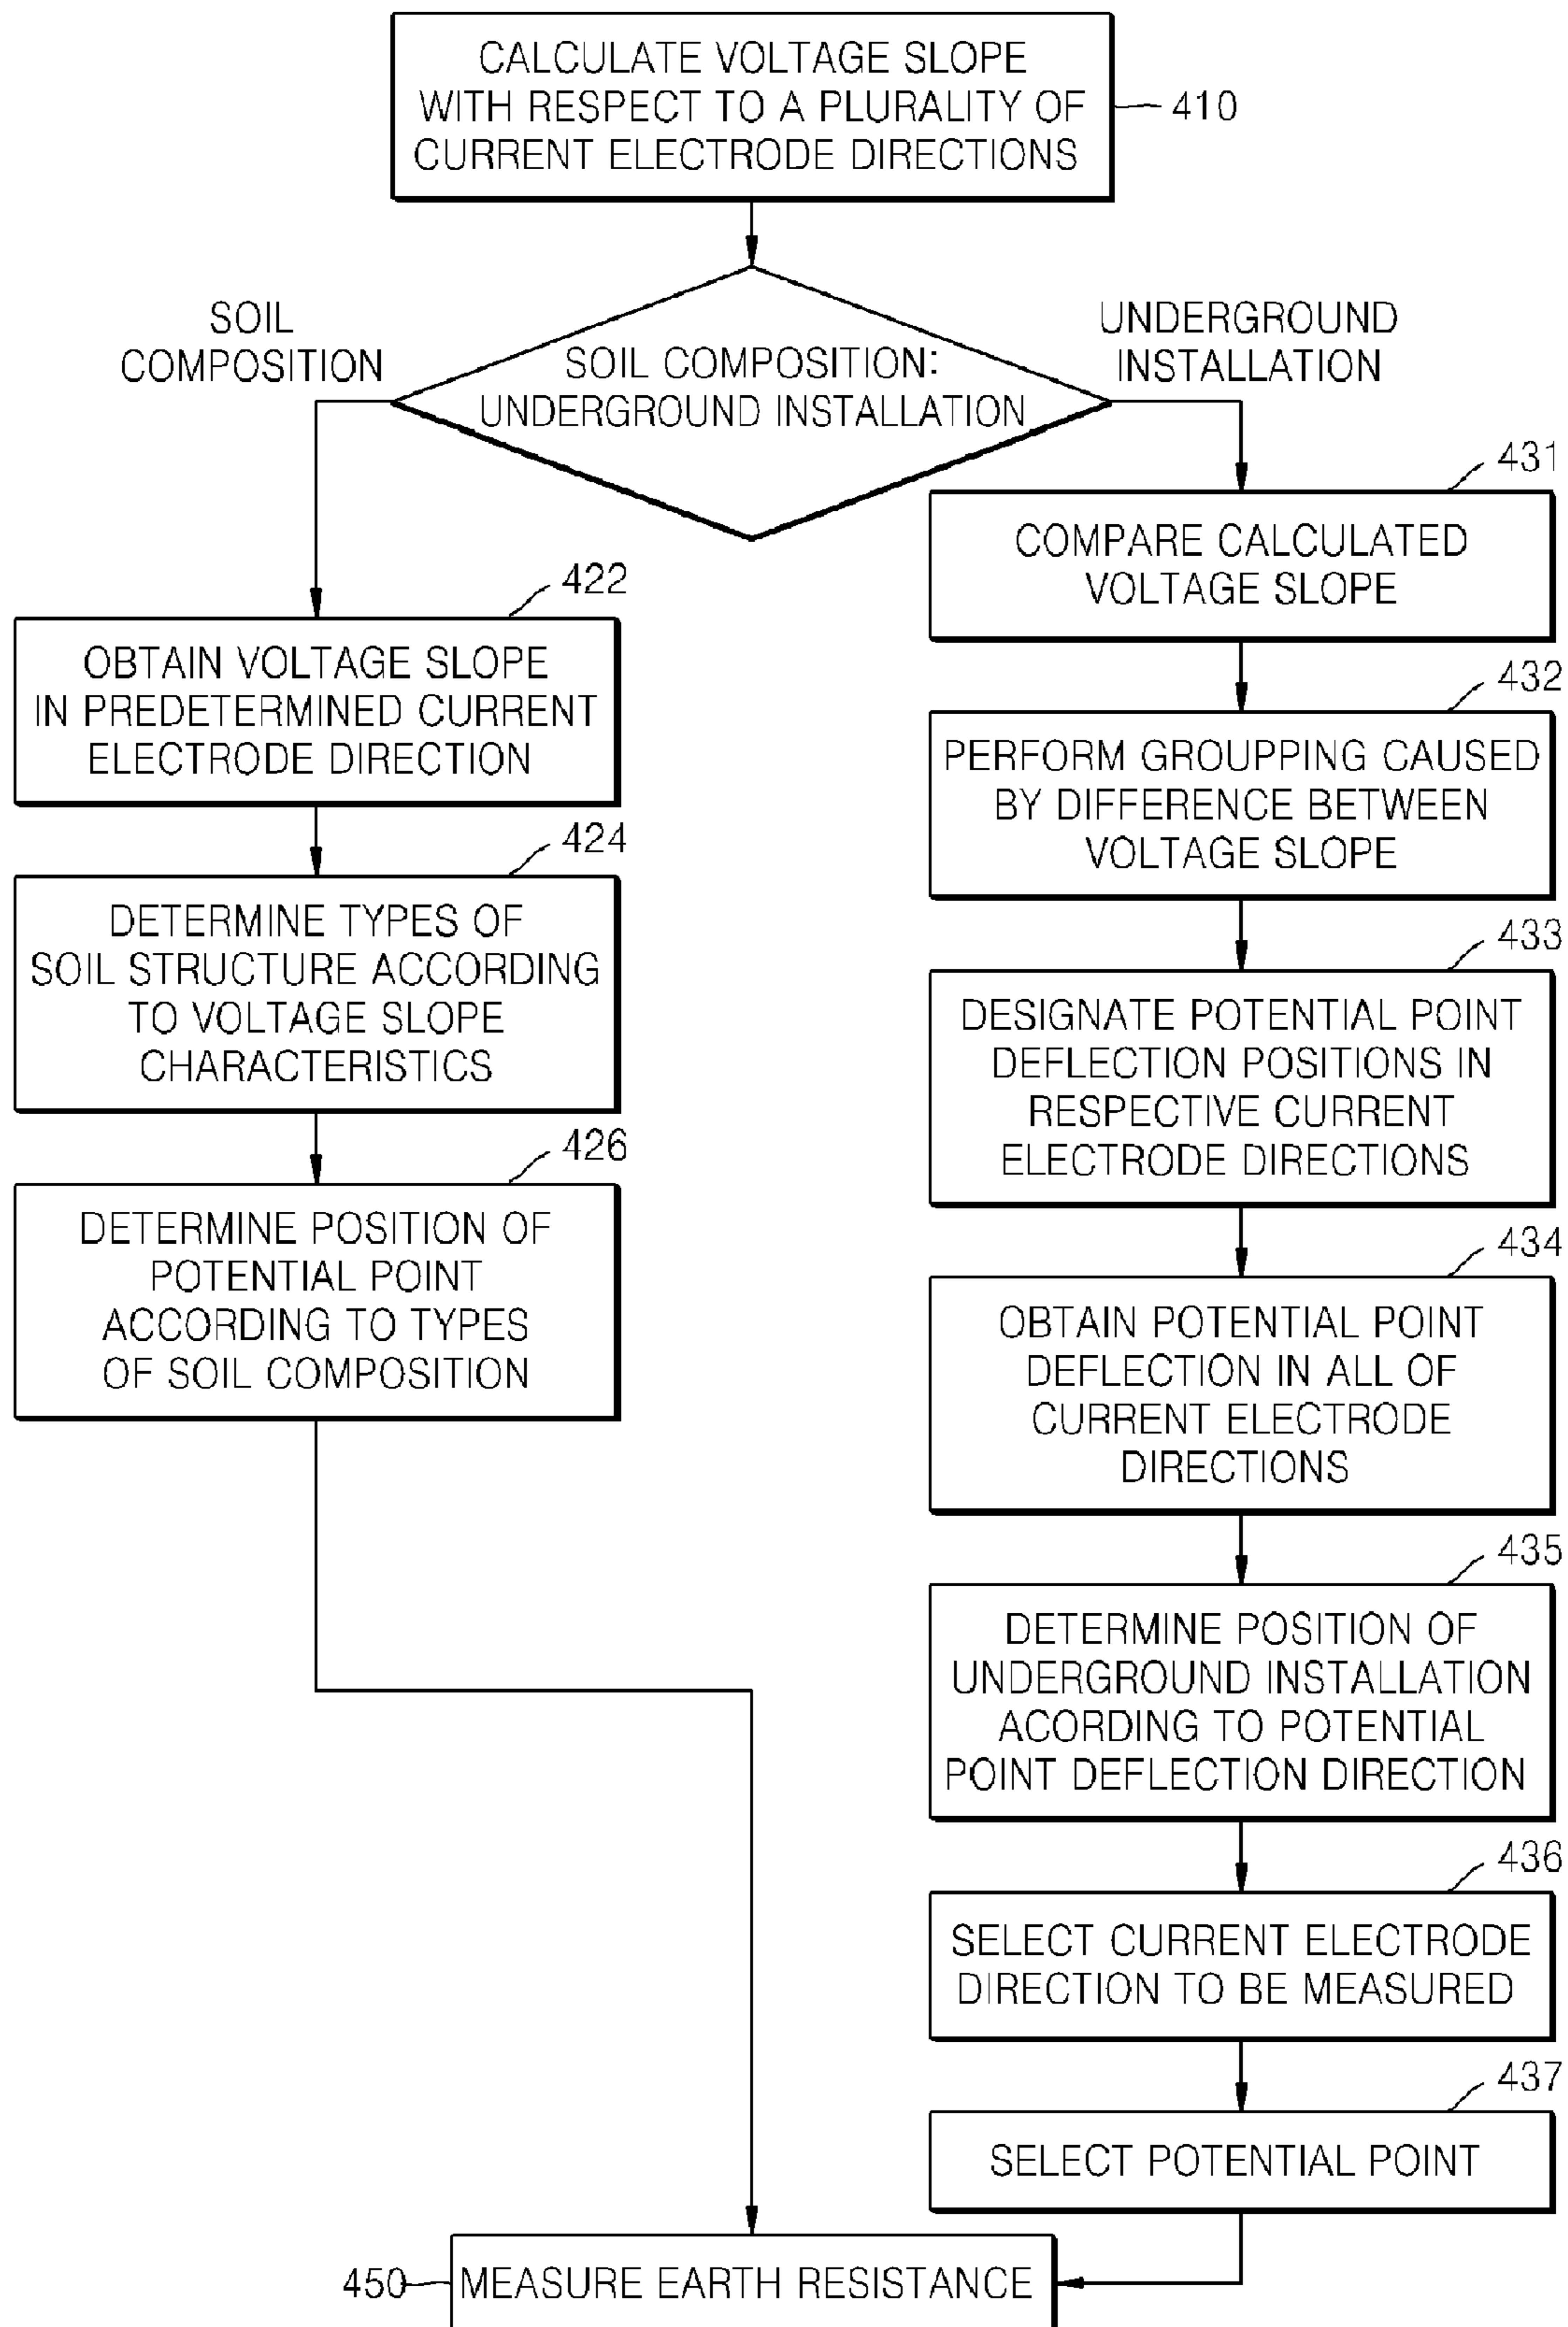 CALCULATE VOLTAGE SLOPE
WITH RESPECT TO A PLURALITY OF
CURRENT ELECTRODE DIRECTIONS
410
SOIL
COMPOSITION
SOIL COMPOSITION:
UNDERGROUND INSTALLATION
UNDERGROUND
INSTALLATION
422
OBTAIN VOLTAGE SLOPE
IN PREDETERMINED CURRENT
ELECTRODE DIRECTION
424
DETERMINE TYPES OF
SOIL STRUCTURE ACCORDING
TO VOLTAGE SLOPE
CHARACTERISTICS
426
DETERMINE POSITION OF
POTENTIAL POINT
ACCORDING TO TYPES
OF SOIL COMPOSITION
431
COMPARE CALCULATED
VOLTAGE SLOPE
432
PERFORM GROUPPING CAUSED
BY DIFFERENCE BETWEEN
VOLTAGE SLOPE
433
DESIGNATE POTENTIAL POINT
DEFLECTION POSITIONS IN
RESPECTIVE CURRENT
ELECTRODE DIRECTIONS
434
OBTAIN POTENTIAL POINT
DEFLECTION IN ALL OF
CURRENT ELECTRODE
DIRECTIONS
435
DETERMINE POSITION OF
UNDERGROUND INSTALLATION
ACORDING TO POTENTIAL
POINT DEFLECTION DIRECTION
436
SELECT CURRENT ELECTRODE
DIRECTION TO BE MEASURED
437
SELECT POTENTIAL POINT
450
MEASURE EARTH RESISTANCE